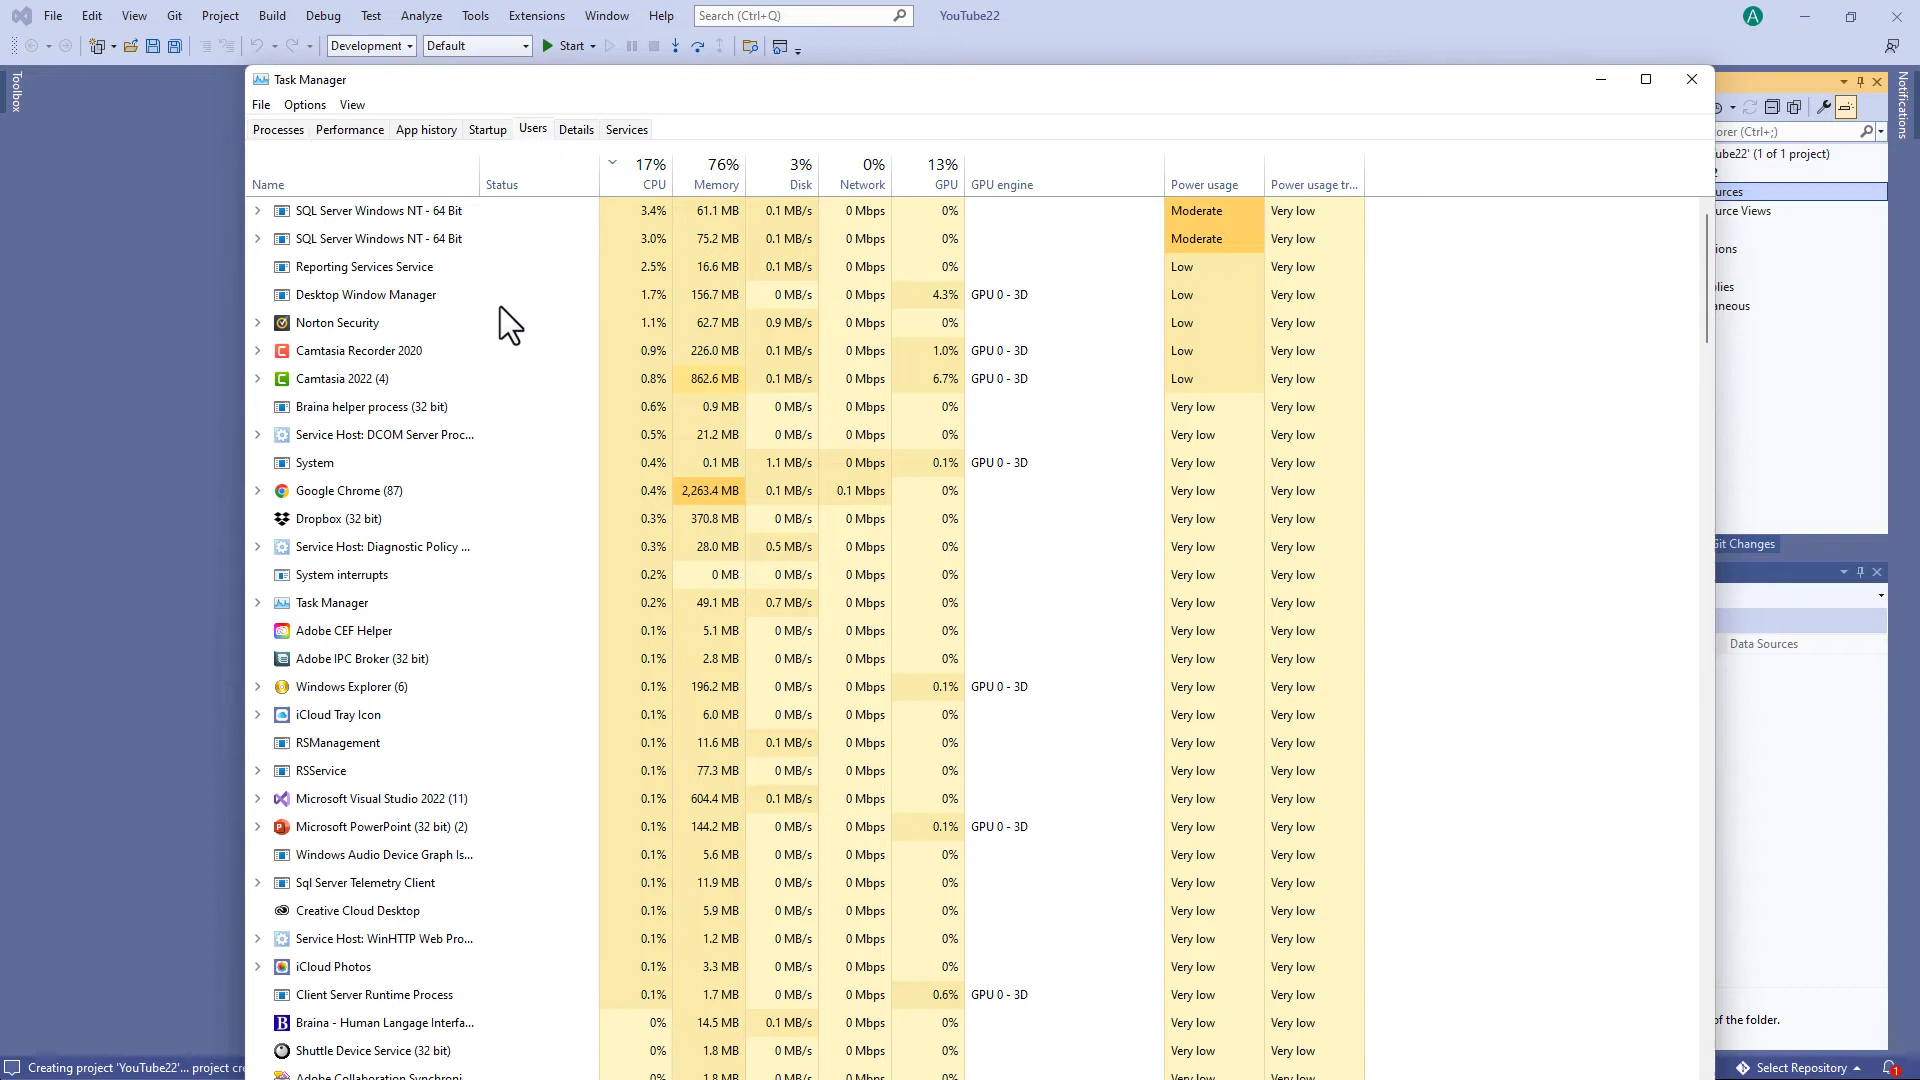 File Edit View Git Project Build Debug Test Analyze Tools Extensions Window Help Search (Ctrl+Q) YouTube22 A
Development Default Start
Toolbox
Task Manager
File Options View
Processes Performance App history Startup Users Details Services
17% 76% 3% 0% 13%
Name Status CPU Memory Disk Network GPU GPU engine Power usage Power usage tr...
SQL Server Windows NT - 64 Bit 3.4% 61.1 MB 0.1 MB/s 0 Mbps 0% Moderate Very low
SQL Server Windows NT - 64 Bit 3.0% 75.2 MB 0.1 MB/s 0 Mbps 0% Moderate Very low
Reporting Services Service 2.5% 16.6 MB 0.1 MB/s 0 Mbps 0% Low Very low
Desktop Window Manager 1.7% 156.7 MB 0 MB/s 0 Mbps 4.3% GPU 0 - 3D Low Very low
Norton Security 1.1% 62.7 MB 0.9 MB/s 0 Mbps 0% Low Very low
Camtasia Recorder 2020 0.9% 226.0 MB 0.1 MB/s 0 Mbps 1.0% GPU 0 - 3D Low Very low
Camtasia 2022 (4) 0.8% 862.6 MB 0.1 MB/s 0 Mbps 6.7% GPU 0 - 3D Low Very low
Braina helper process (32 bit) 0.6% 0.9 MB 0 MB/s 0 Mbps 0% Very low Very low
Service Host: DCOM Server Proc... 0.5% 21.2 MB 0 MB/s 0 Mbps 0% Very low Very low
System 0.4% 0.1 MB 1.1 MB/s 0 Mbps 0.1% GPU 0 - 3D Very low Very low
Google Chrome (87) 0.4% 2,263.4 MB 0.1 MB/s 0.1 Mbps 0% Very low Very low
Dropbox (32 bit) 0.3% 370.8 MB 0 MB/s 0 Mbps 0% Very low Very low
Service Host: Diagnostic Policy ... 0.3% 28.0 MB 0.5 MB/s 0 Mbps 0% Very low Very low
System interrupts 0.2% 0 MB 0 MB/s 0 Mbps 0% Very low Very low
Task Manager 0.2% 49.1 MB 0.7 MB/s 0 Mbps 0% Very low Very low
Adobe CEF Helper 0.1% 5.1 MB 0 MB/s 0 Mbps 0% Very low Very low
Adobe IPC Broker (32 bit) 0.1% 2.8 MB 0 MB/s 0 Mbps 0% Very low Very low
Windows Explorer (6) 0.1% 196.2 MB 0 MB/s 0 Mbps 0.1% GPU 0 - 3D Very low Very low
iCloud Tray Icon 0.1% 6.0 MB 0 MB/s 0 Mbps 0% Very low Very low
RSManagement 0.1% 11.6 MB 0.1 MB/s 0 Mbps 0% Very low Very low
RSService 0.1% 77.3 MB 0 MB/s 0 Mbps 0% Very low Very low
Microsoft Visual Studio 2022 (11) 0.1% 604.4 MB 0.1 MB/s 0 Mbps 0% Very low Very low
Microsoft PowerPoint (32 bit) (2) 0.1% 144.2 MB 0 MB/s 0 Mbps 0.1% GPU 0 - 3D Very low Very low
Windows Audio Device Graph Is... 0.1% 5.6 MB 0 MB/s 0 Mbps 0% Very low Very low
Sql Server Telemetry Client 0.1% 11.9 MB 0 MB/s 0 Mbps 0% Very low Very low
Creative Cloud Desktop 0.1% 5.9 MB 0 MB/s 0 Mbps 0% Very low Very low
Service Host: WinHTTP Web Pro... 0.1% 1.2 MB 0 MB/s 0 Mbps 0% Very low Very low
iCloud Photos 0.1% 3.3 MB 0 MB/s 0 Mbps 0% Very low Very low
Client Server Runtime Process 0.1% 1.7 MB 0 MB/s 0 Mbps 0.6% GPU 0 - 3D Very low Very low
Braina - Human Langage Interfa... 0% 14.5 MB 0.1 MB/s 0 Mbps 0% Very low Very low
Shuttle Device Service (32 bit) 0% 1.8 MB 0 MB/s 0 Mbps 0% Very low Very low
Adobe Collaboration Synchroni... 0% 1.8 MB 0 MB/s 0 Mbps 0% Very low Very low
Notifications
orer (Ctrl+;)
ube22' (1 of 1 project)
2
urces
urce Views
ions
lies
aneous
Git Changes
Data Sources
of the folder.
Creating project 'YouTube22'... project cre
Select Repository 1